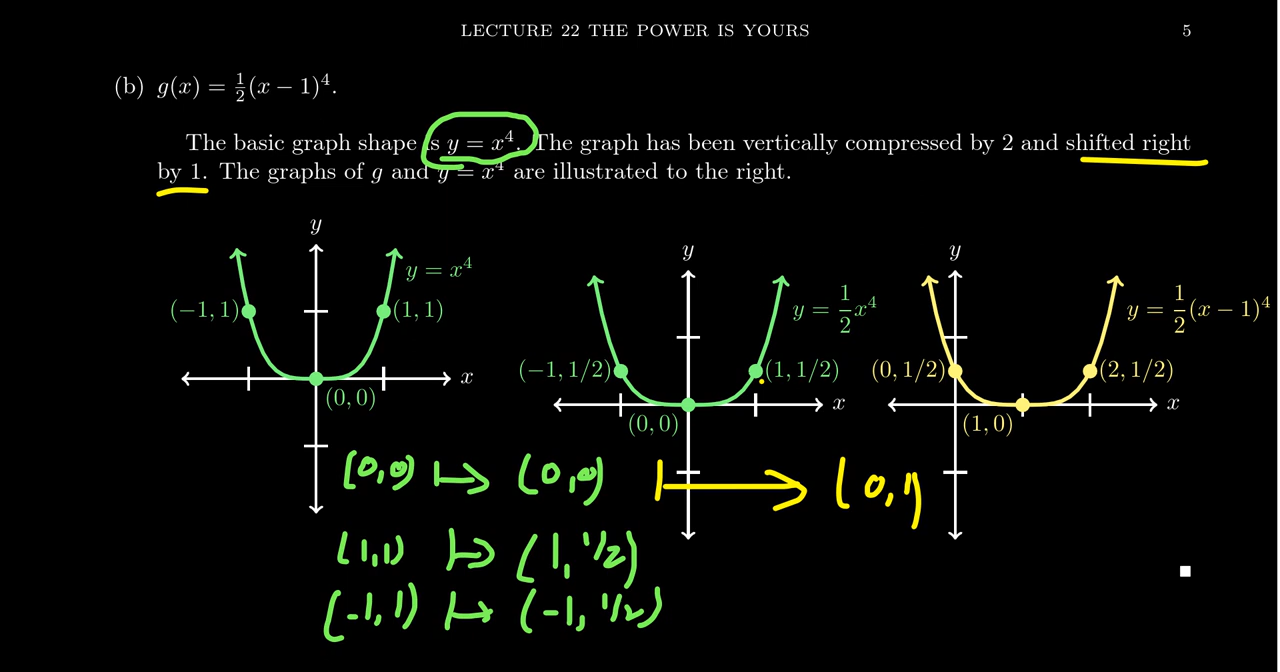 LECTURE 22 THE POWER IS YOURS 5
(b) g(x) = ½(x − 1)⁴.
The basic graph shape is y = x⁴. The graph has been vertically compressed by 2 and shifted right
by 1. The graphs of g and y = x⁴ are illustrated to the right.
y
y = x⁴
(−1, 1)
(1, 1)
x
(0, 0)
y
y = 1/2 x⁴
(−1, 1/2)
(1, 1/2)
x
(0, 0)
y
y = 1/2 (x − 1)⁴
(0, 1/2)
(2, 1/2)
x
(1, 0)
(0,0) ↦ (0,0) ↦ (0,1
(1,1) ↦ (1, 1/2)
(-1, 1) ↦ (-1, 1/2)